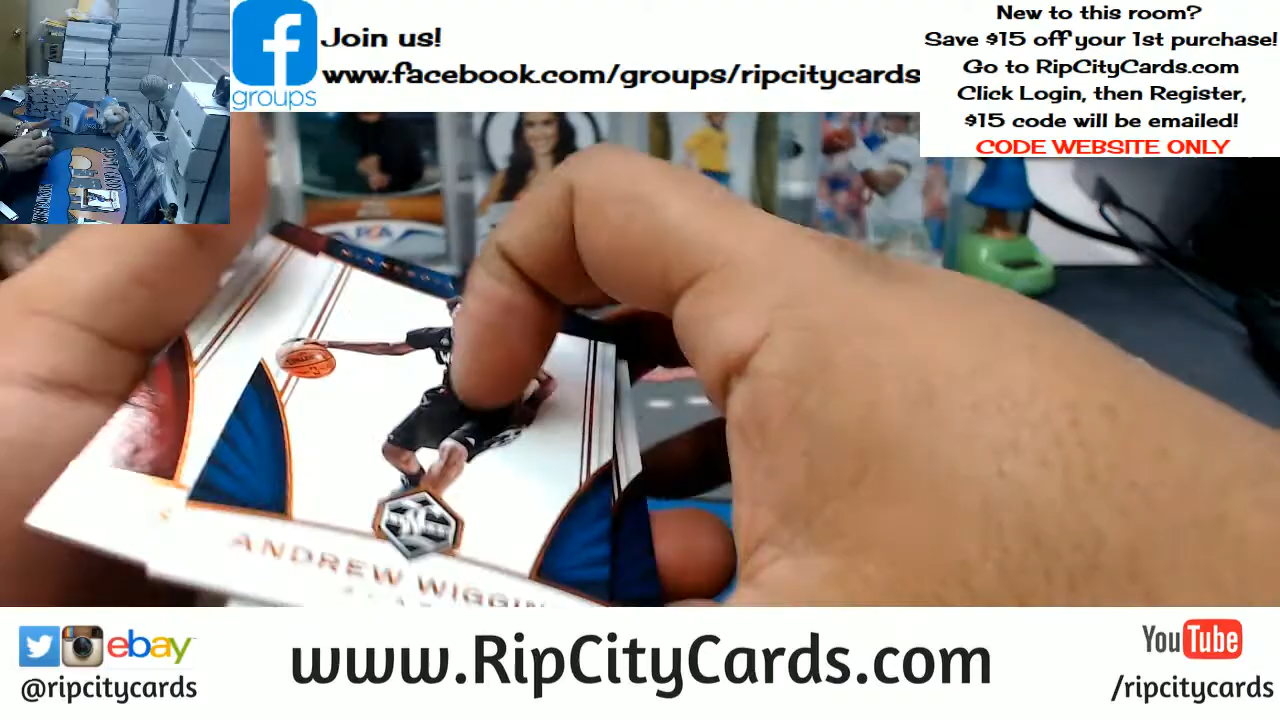 groups
Join us!
www.facebook.com/groups/ripcitycards
New to this room?
Save $15 off your 1st purchase!
Go to RipCityCards.com
Click Login, then Register,
$15 code will be emailed!
CODE WEBSITE ONLY
ANDREW WIGGIN
ebay
@ripcitycards
www.RipCityCards.com
YouTube
/ripcitycards